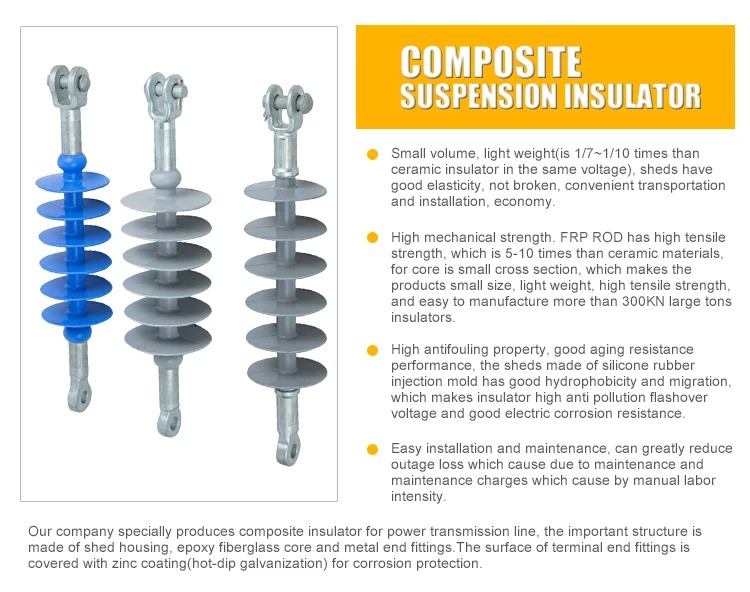 COMPOSITE
SUSPENSION INSULATOR
Small volume, light weight(is 1/7~1/10 times than
ceramic insulator in the same voltage), sheds have
good elasticity, not broken, convenient transportation
and installation, economy.
High mechanical strength. FRP ROD has high tensile
strength, which is 5-10 times than ceramic materials,
for core is small cross section, which makes the
products small size, light weight, high tensile strength,
and easy to manufacture more than 300KN large tons
insulators.
High antifouling property, good aging resistance
performance, the sheds made of silicone rubber
injection mold has good hydrophobicity and migration,
which makes insulator high anti pollution flashover
voltage and good electric corrosion resistance.
Easy installation and maintenance, can greatly reduce
outage loss which cause due to maintenance and
maintenance charges which cause by manual labor
intensity.
Our company specially produces composite insulator for power transmission line, the important structure is
made of shed housing, epoxy fiberglass core and metal end fittings.The surface of terminal end fittings is
covered with zinc coating(hot-dip galvanization) for corrosion protection.